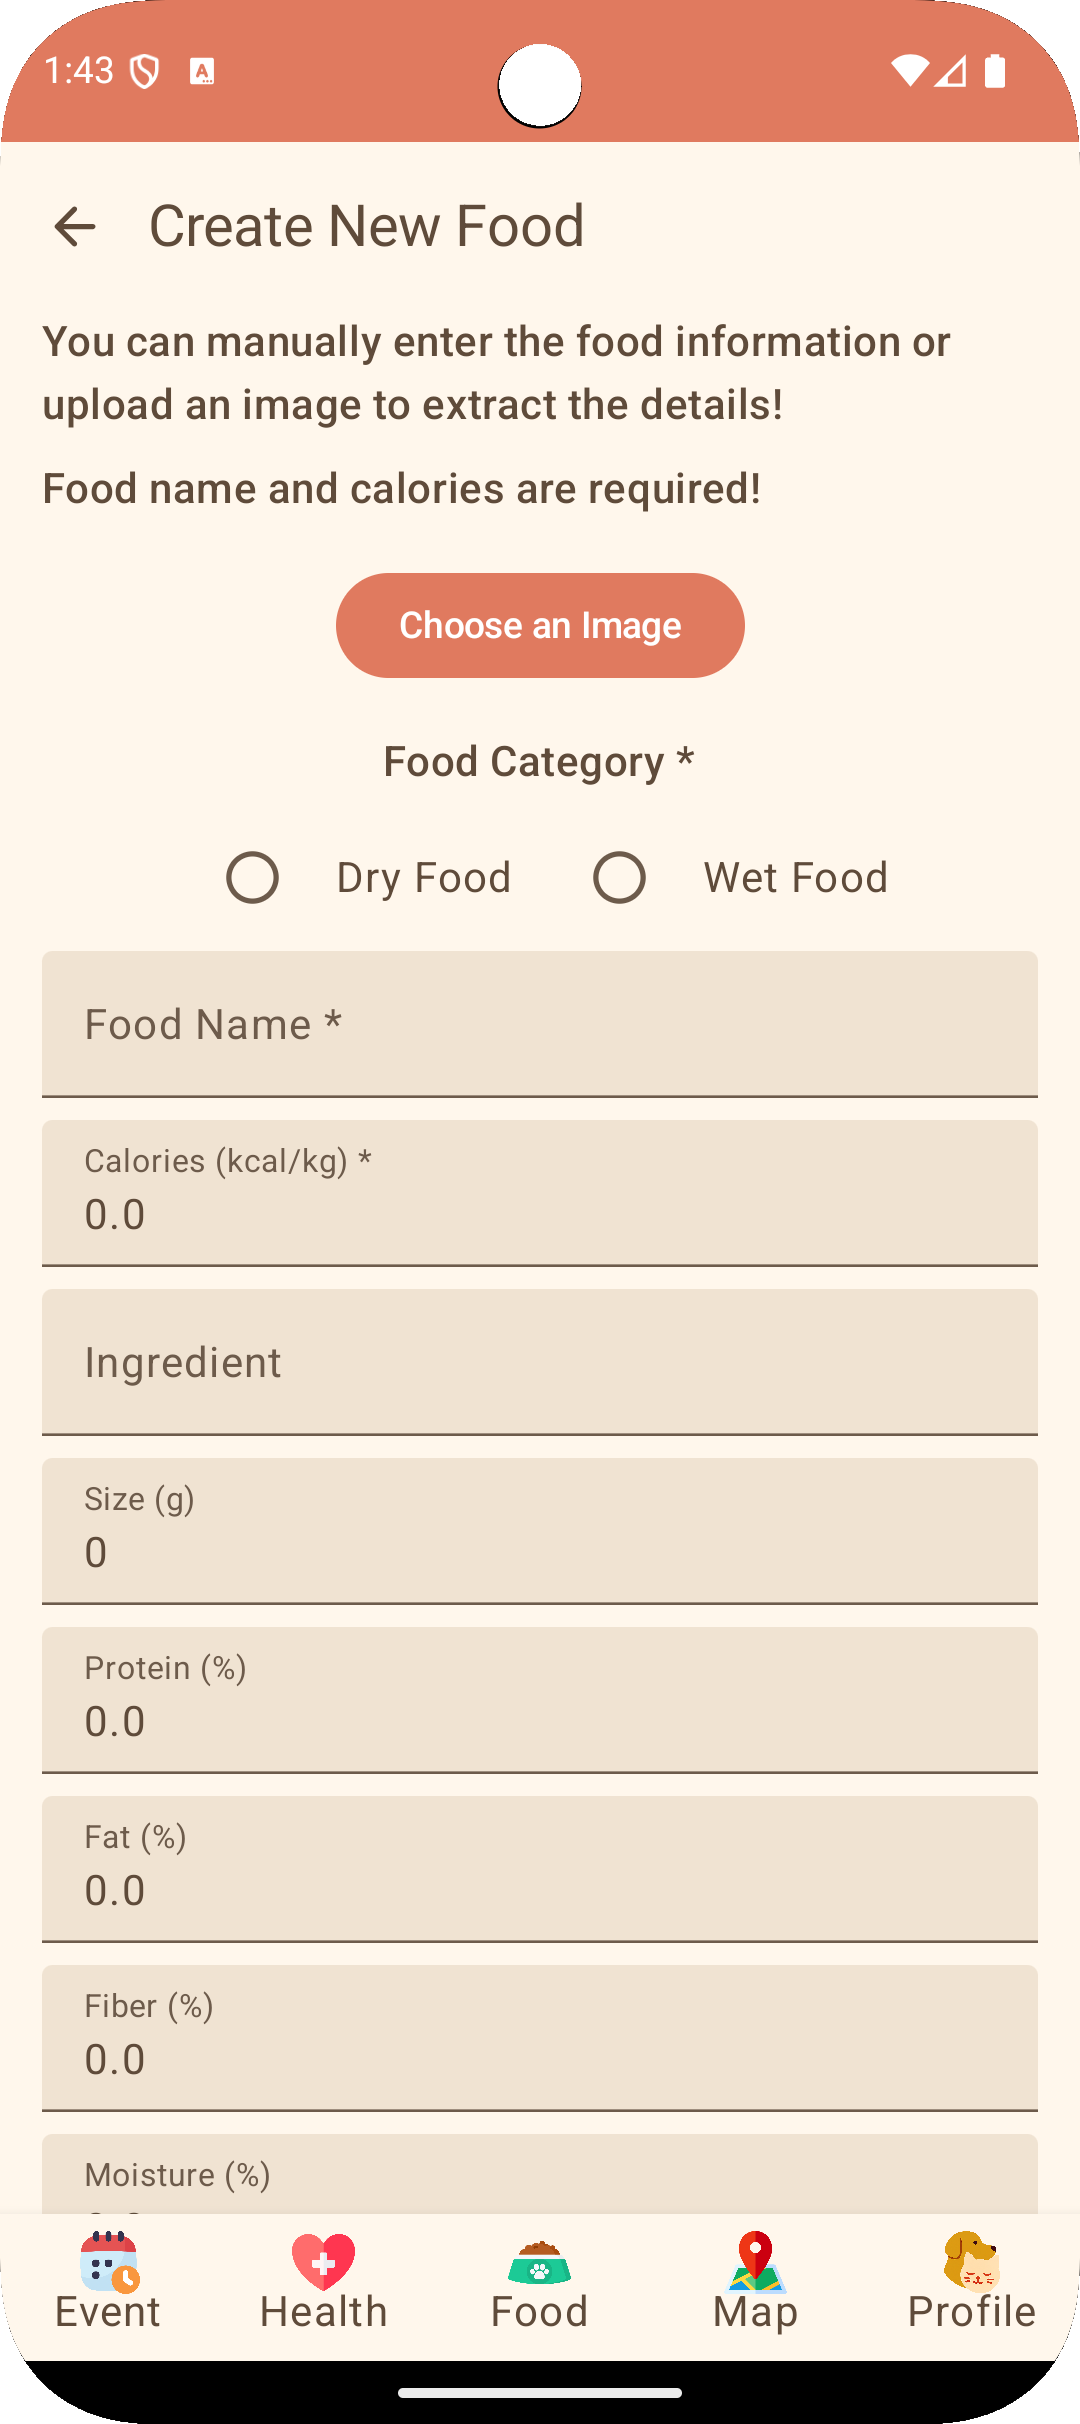 1:43
Create New Food
You can manually enter the food information or
upload an image to extract the details!
Food name and calories are required!
Choose an Image
Food Category *
Dry Food
Wet Food
Food Name *
Calories (kcal/kg) *
0.0
Ingredient
Size (g)
0
Protein (%)
0.0
Fat (%)
0.0
Fiber (%)
0.0
Moisture (%)
Event
Health
Food
Map
Profile